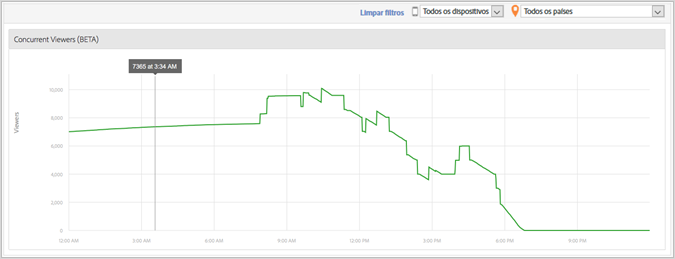 Limpar filtros Todos os dispositivos Todos os países
Concurrent Viewers (BETA)
7365 at 3:34 AM
Viewers
10,000
8,000
6,000
4,000
2,000
0
12:00 AM 3:00 AM 6:00 AM 9:00 AM 12:00 PM 3:00 PM 6:00 PM 9:00 PM